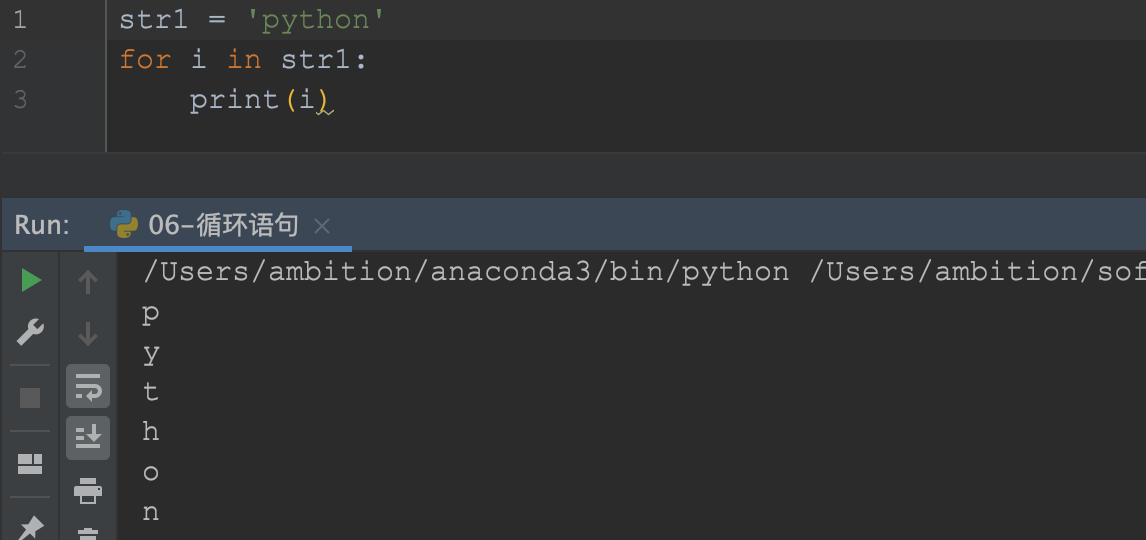 1 str1 = 'python'
2 for i in str1:
3     print(i)
Run: 06-循环语句 ×
/Users/ambition/anaconda3/bin/python /Users/ambition/sof
p
y
t
h
o
n